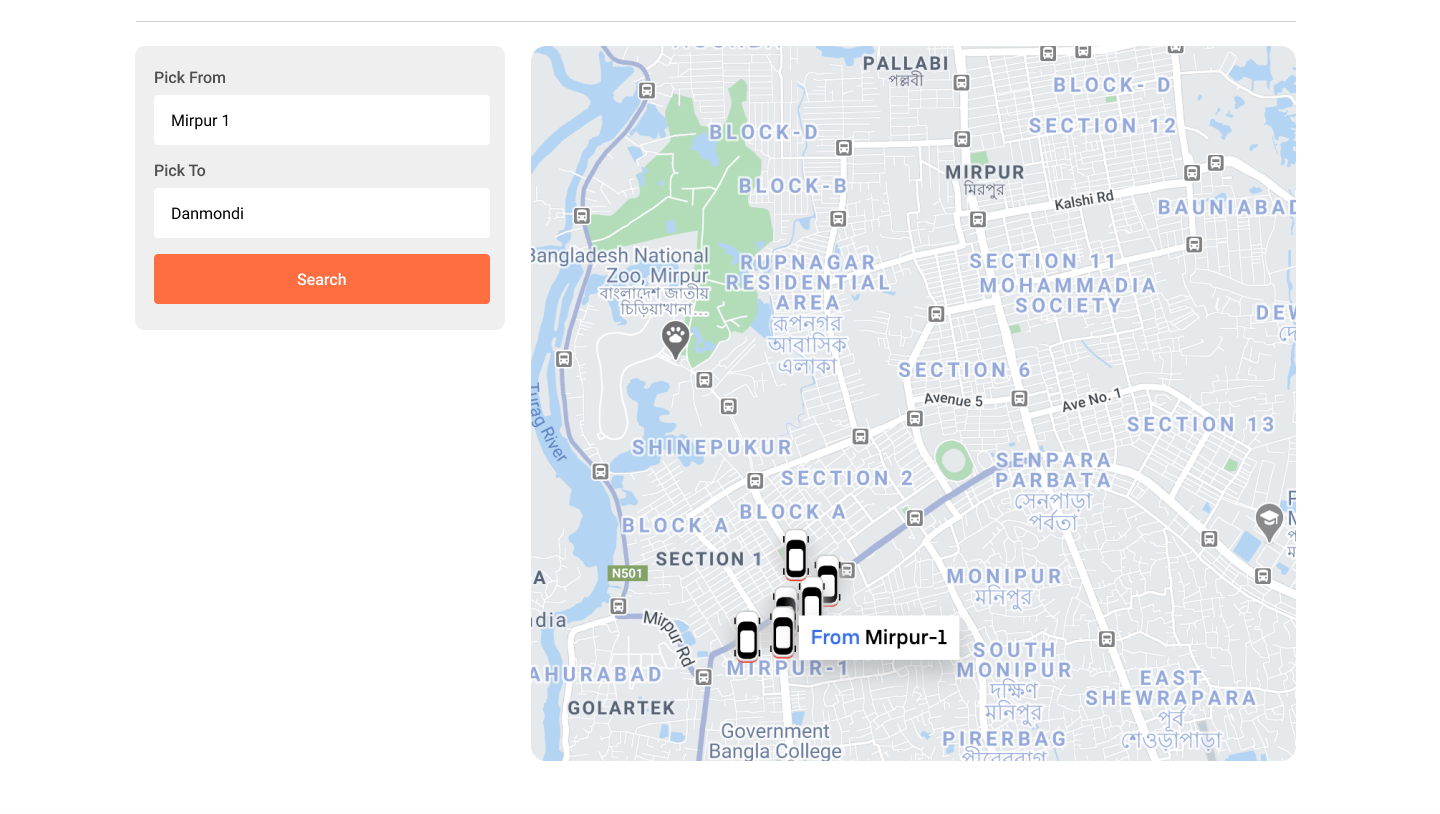 Pick From
Mirpur 1
Pick To
Danmondi
Search
PALLABI
পল্লবী
BLOCK- D
SECTION 12
BLOCK-D
MIRPUR
মিরপুর
BLOCK-B
Kalshi Rd
BAUNIABAD
Bangladesh National
Zoo, Mirpur
বাংলাদেশ জাতীয়
চিড়িয়াখানা...
RUPNAGAR
RESIDENTIAL
AREA
রূপনগর
আবাসিক
এলাকা
SECTION 11
MOHAMMADIA
SOCIETY
DEW
দে
SECTION 6
Avenue 5
Ave No. 1
SECTION 13
Turag River
SHINEPUKUR
SECTION 2
SENPARA
PARBATA
সেনপাড়া
পর্বতা
BLOCK A
BLOCK A
SECTION 1
N501
A
dia
MONIPUR
মনিপুর
Mirpur Rd
From Mirpur-1
MIRPUR-1
AHURABAD
GOLARTEK
SOUTH
MONIPUR
দক্ষিণ
মনিপুর
EAST
SHEWRAPARA
পূর্ব
শেওড়াপাড়া
Government
Bangla College
PIRERBAG
পীরেরবাগ